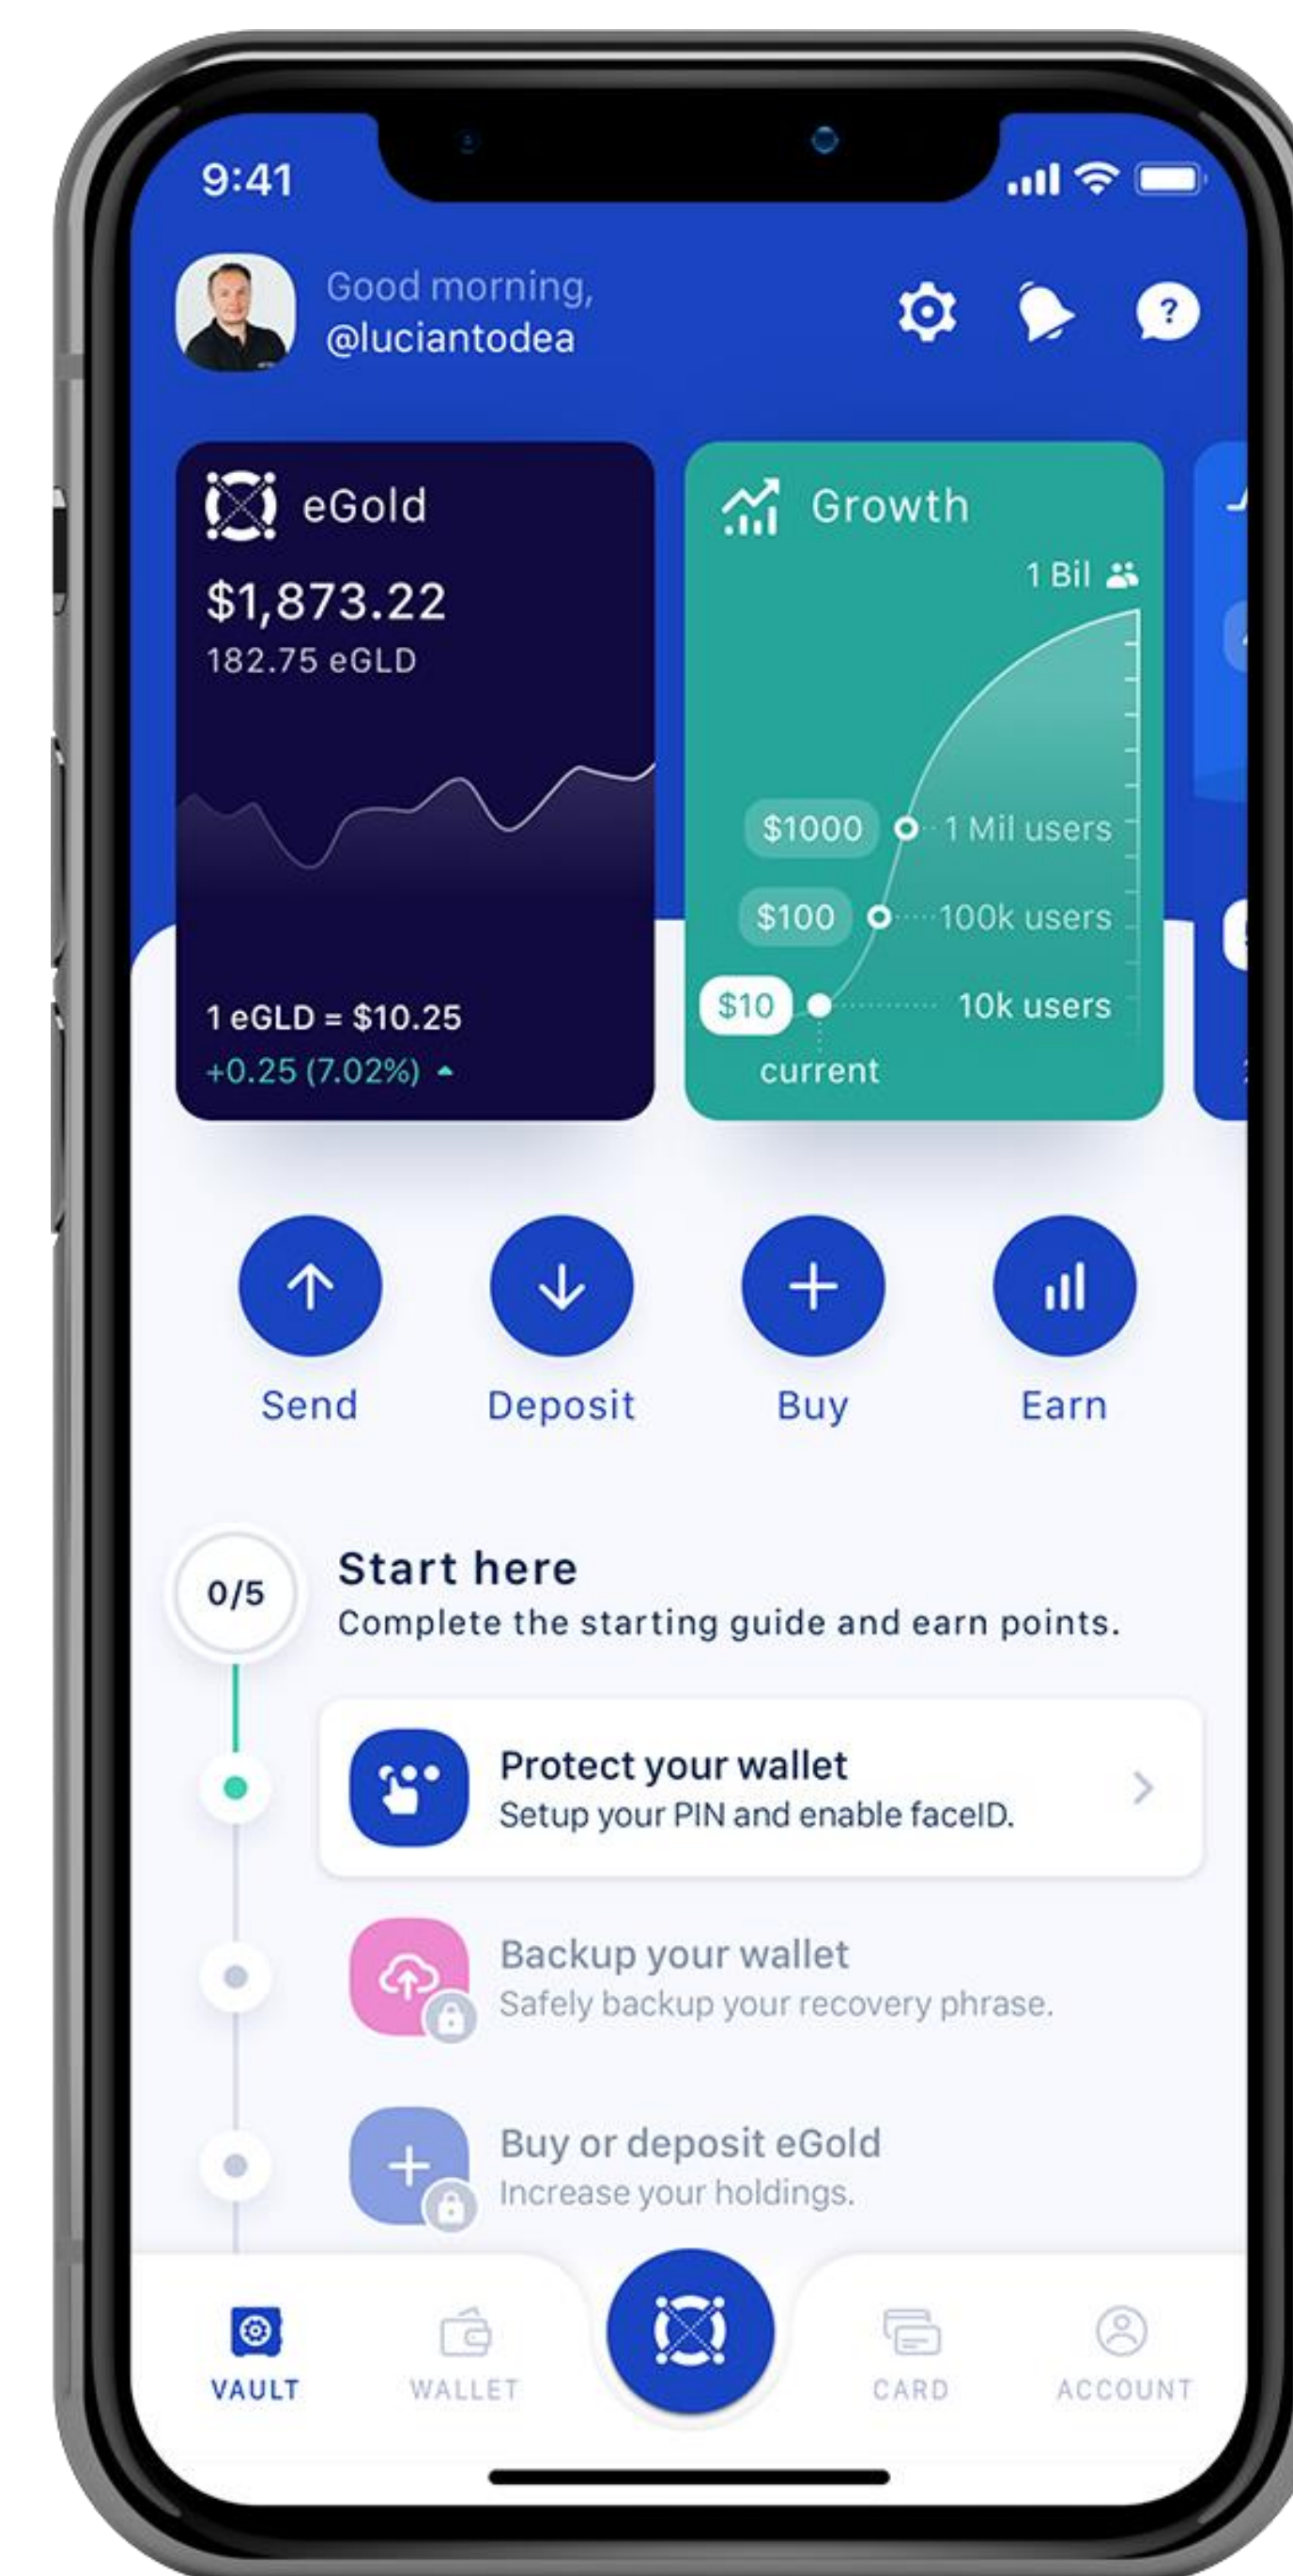 9:41
Good morning,
@luciantodea
eGold
$1,873.22
182.75 eGLD
1 eGLD = $10.25
+0.25 (7.02%)
Growth
1 Bil
$1000 1 Mil users
$100 100k users
$10 10k users
current
Send Deposit Buy Earn
0/5
Start here
Complete the starting guide and earn points.
Protect your wallet
Setup your PIN and enable faceID.
Backup your wallet
Safely backup your recovery phrase.
Buy or deposit eGold
Increase your holdings.
VAULT WALLET CARD ACCOUNT